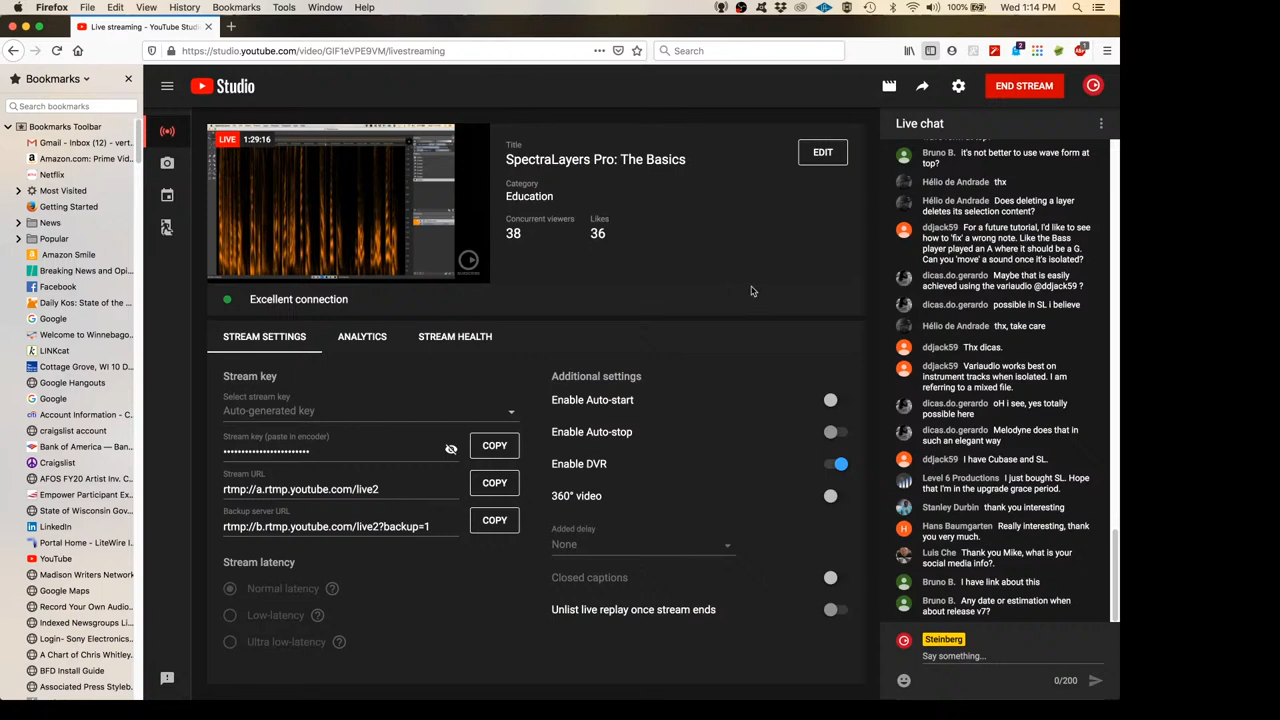 Firefox File Edit View History Bookmarks Tools Window Help
100% Wed 1:14 PM
Live streaming - YouTube Studi
https://studio.youtube.com/video/GIF1eVPE9VM/livestreaming
Search
Bookmarks
Search bookmarks
Bookmarks Toolbar
Gmail - Inbox (12) - vert...
Amazon.com: Prime Vid...
Netflix
Most Visited
Getting Started
News
Popular
Amazon Smile
Breaking News and Opi...
Facebook
Daily Kos: State of the ...
Google
Welcome to Winnebago...
LINKcat
Cottage Grove, WI 10 D...
Google Hangouts
Google
Account Information - C...
craigslist account
Bank of America — Ban...
Craigslist
AFOS FY20 Artist Inv. C...
Empower Participant Ex...
State of Wisconsin Gov...
LinkedIn
Portal Home - LiteWire I...
YouTube
Madison Writers Network
Google Maps
Record Your Own Audio...
Indexed Newsgroups Li...
Login- Sony Electronics...
A Chart of Chris Whitley...
BFD Install Guide
Associated Press Styleb...
Studio
END STREAM
LIVE 1:29:16
Title
SpectraLayers Pro: The Basics
EDIT
Category
Education
Concurrent viewers Likes
38 36
Excellent connection
STREAM SETTINGS ANALYTICS STREAM HEALTH
Stream key
Select stream key
Auto-generated key
Stream key (paste in encoder)
•••••••••••••••••••••••• COPY
Stream URL
rtmp://a.rtmp.youtube.com/live2 COPY
Backup server URL
rtmp://b.rtmp.youtube.com/live2?backup=1 COPY
Stream latency
Normal latency
Low-latency
Ultra low-latency
Additional settings
Enable Auto-start
Enable Auto-stop
Enable DVR
360° video
Added delay
None
Closed captions
Unlist live replay once stream ends
Live chat
Bruno B. it's not better to use wave form at
top?
Hélio de Andrade thx
Hélio de Andrade Does deleting a layer
deletes its selection content?
ddjack59 For a future tutorial, I'd like to see
how to 'fix' a wrong note. Like the Bass
player played an A where it should be a G.
Can you 'move' a sound once it's isolated?
dicas.do.gerardo Maybe that is easily
achieved using the variaudio @ddjack59 ?
dicas.do.gerardo possible in SL i believe
Hélio de Andrade thx, take care
ddjack59 Thx dicas.
ddjack59 Variaudio works best on
instrument tracks when isolated. I am
referring to a mixed file.
dicas.do.gerardo oH i see, yes totally
possible here
dicas.do.gerardo Melodyne does that in
such an elegant way
ddjack59 I have Cubase and SL.
Level 6 Productions I just bought SL. Hope
that I'm in the upgrade grace period.
Stanley Durbin thank you interesting
Hans Baumgarten Really interesting, thank
you very much.
Luis Che Thank you Mike, what is your
social media info?.
Bruno B. I have link about this
Bruno B. Any date or estimation when
about release v7?
Steinberg
Say something...
0/200